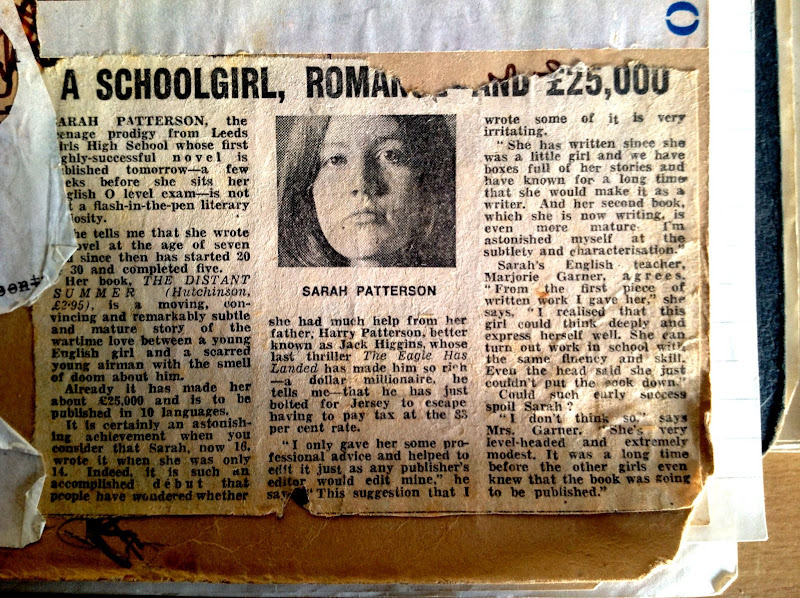 A SCHOOLGIRL, ROMANCE AND £25,000
ARAH PATTERSON, the
enage prodigy from Leeds
irls High School whose first
ghly-successful novel is
blished tomorrow—a few
eks before she sits her
glish O level exam—is not
a flash-in-the-pen literary
iosity.
he tells me that she wrote
ovel at the age of seven
since then has started 20
30 and completed five.
Her book, THE DISTANT
SUMMER (Hutchinson,
£2·95), is a moving, con-
vincing and remarkably subtle
and mature story of the
wartime love between a young
English girl and a scarred
young airman with the smell
of doom about him.
Already it has made her
about £25,000 and is to be
published in 10 languages.
It is certainly an astonish-
ing achievement when you
consider that Sarah, now 16,
wrote it when she was only
14. Indeed, it is such an
accomplished début that
people have wondered whether
SARAH PATTERSON
she had much help from her
father, Harry Patterson, better
known as Jack Higgins, whose
last thriller The Eagle Has
Landed has made him so rich
—a dollar millionaire, he
tells me—that he has just
bolted for Jersey to escape
having to pay tax at the 83
per cent rate.
"I only gave her some pro-
fessional advice and helped to
edit it just as any publisher's
editor would edit mine," he
says. "This suggestion that I
wrote some of it is very
irritating.
"She has written since she
was a little girl and we have
boxes full of her stories and
have known for a long time
that she would make it as a
writer. And her second book,
which she is now writing, is
even more mature. I'm
astonished myself at the
subtlety and characterisation."
Sarah's English teacher,
Marjorie Garner, agrees.
"From the first piece of
written work I gave her," she
says, "I realised that this
girl could think deeply and
express herself well. She can
turn out work in school with
the same fluency and skill.
Even the head said she just
couldn't put the book down."
Could such early success
spoil Sarah?
"I don't think so," says
Mrs. Garner. "She's very
level-headed and extremely
modest. It was a long time
before the other girls even
knew that the book was going
to be published."